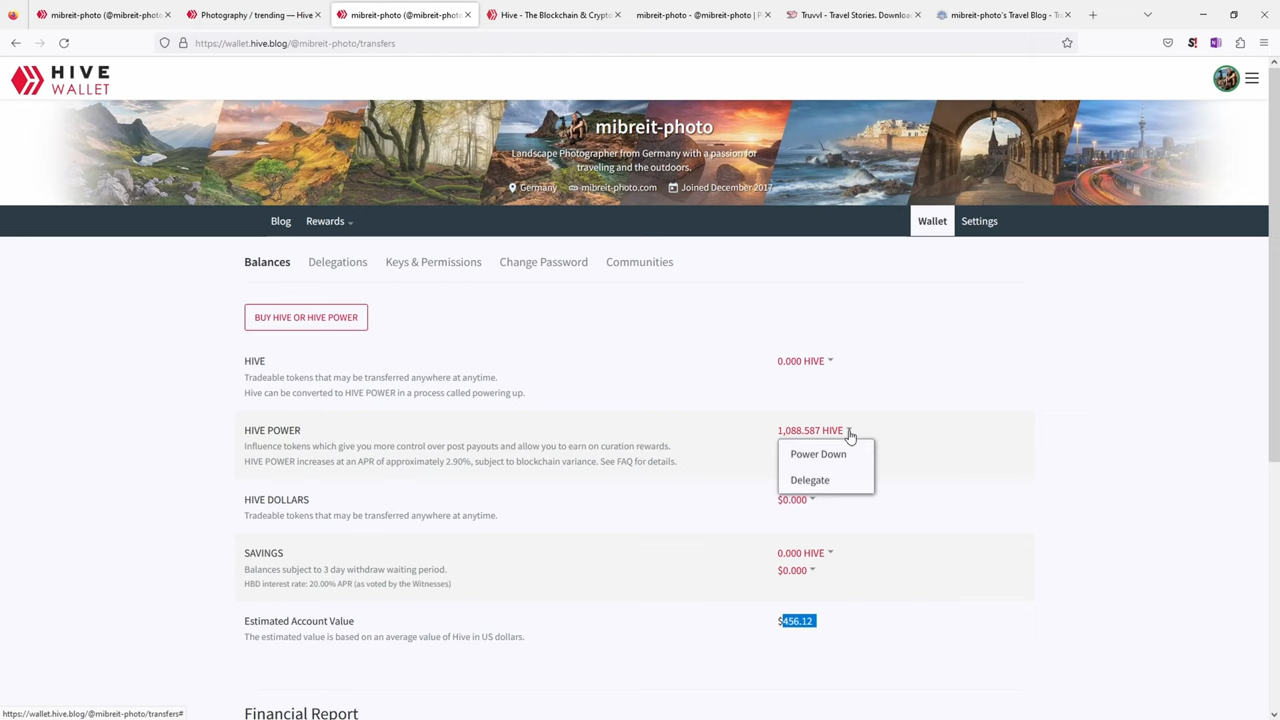 mibreit-photo (@mibreit-photo
Photography / trending — Hive
mibreit-photo (@mibreit-photo
Hive - The Blockchain & Crypto
mibreit-photo - @mibreit-photo | P
Truvvl - Travel Stories. Download
mibreit-photo's Travel Blog - Tra
https://wallet.hive.blog/@mibreit-photo/transfers
HIVE
WALLET
mibreit-photo
Landscape Photographer from Germany with a passion for
traveling and the outdoors.
Germany mibreit-photo.com Joined December 2017
Blog Rewards Wallet Settings
Balances Delegations Keys & Permissions Change Password Communities
BUY HIVE OR HIVE POWER
HIVE 0.000 HIVE
Tradeable tokens that may be transferred anywhere at anytime.
Hive can be converted to HIVE POWER in a process called powering up.
HIVE POWER 1,088.587 HIVE
Influence tokens which give you more control over post payouts and allow you to earn on curation rewards.
HIVE POWER increases at an APR of approximately 2.90%, subject to blockchain variance. See FAQ for details.
Power Down
Delegate
HIVE DOLLARS $0.000
Tradeable tokens that may be transferred anywhere at anytime.
SAVINGS 0.000 HIVE
Balances subject to 3 day withdraw waiting period. $0.000
HBD interest rate: 20.00% APR (as voted by the Witnesses)
Estimated Account Value $456.12
The estimated value is based on an average value of Hive in US dollars.
Financial Report
https://wallet.hive.blog/@mibreit-photo/transfers#